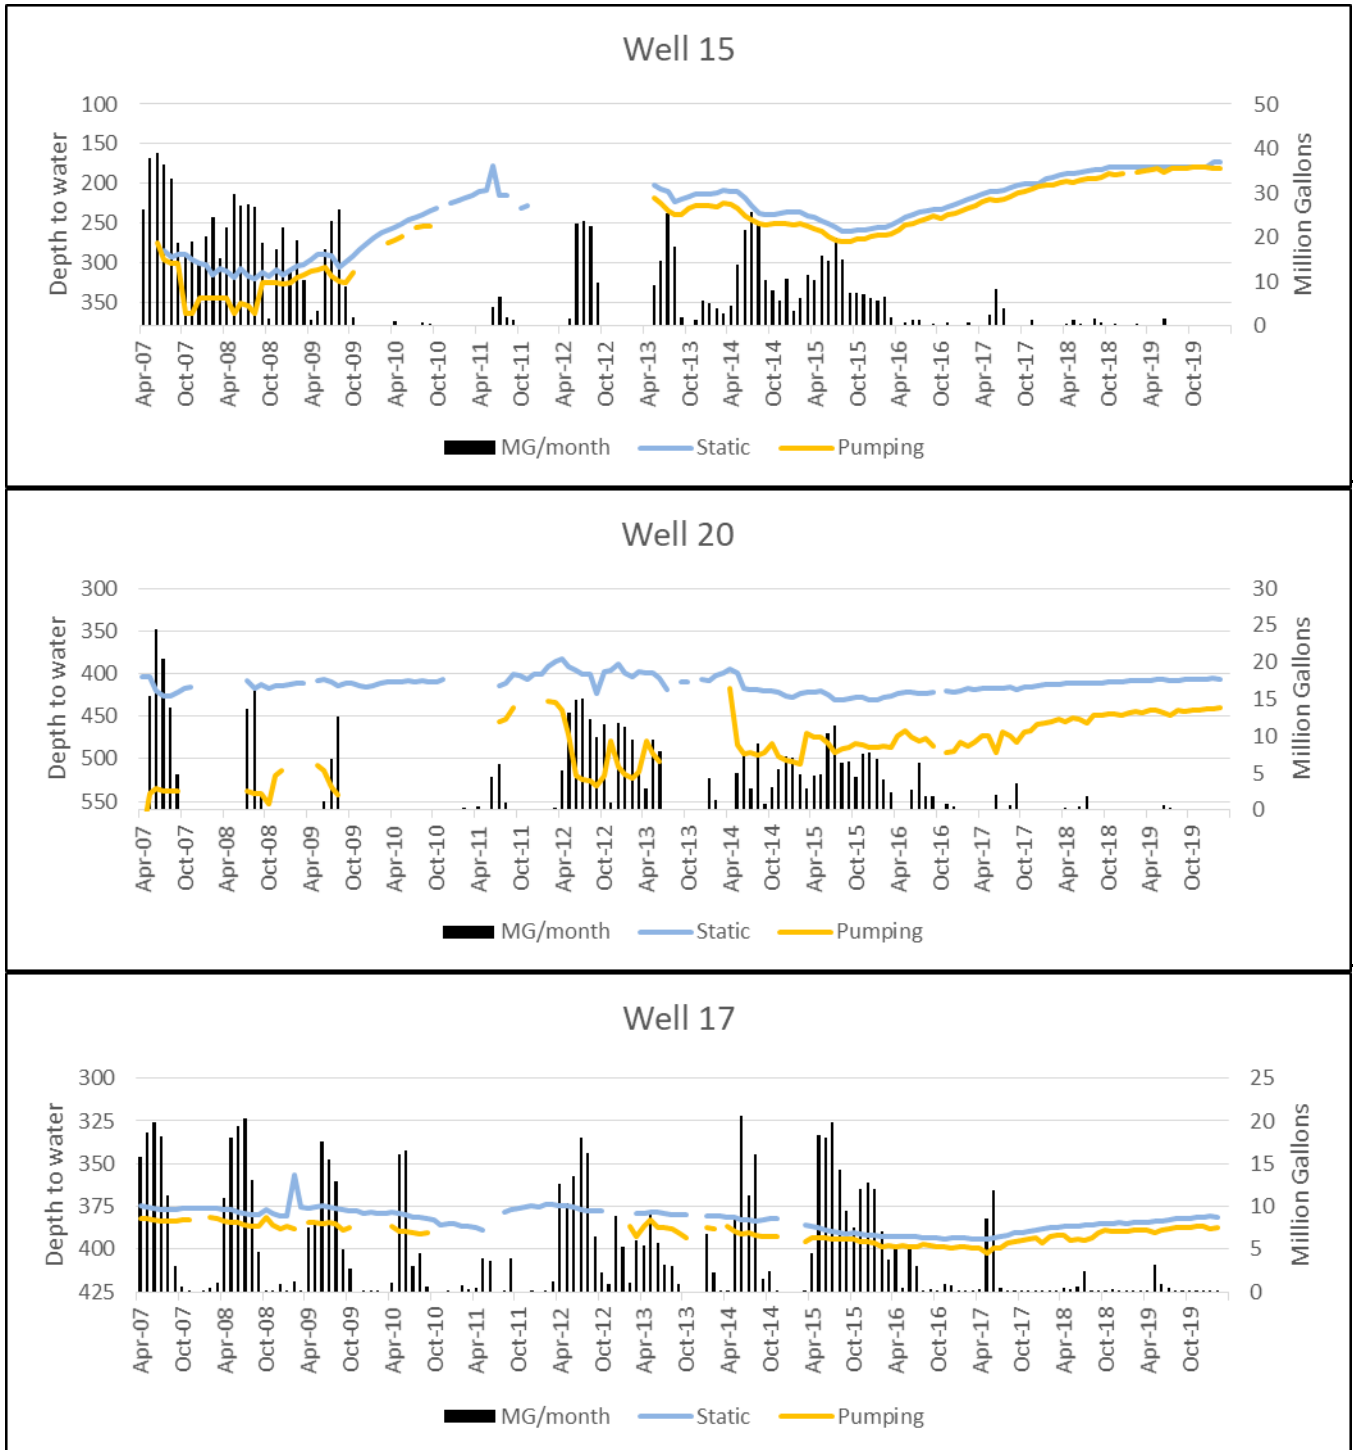 Well 15
100 50
150 40
200 30
250 20
300 10
350 0
Depth to water
Million Gallons
Apr-07 Oct-07 Apr-08 Oct-08 Apr-09 Oct-09 Apr-10 Oct-10 Apr-11 Oct-11 Apr-12 Oct-12 Apr-13 Oct-13 Apr-14 Oct-14 Apr-15 Oct-15 Apr-16 Oct-16 Apr-17 Oct-17 Apr-18 Oct-18 Apr-19 Oct-19
MG/month Static Pumping
Well 20
300 30
350 25
400 20
450 15
500 10
550 5
0
Depth to water
Million Gallons
Apr-07 Oct-07 Apr-08 Oct-08 Apr-09 Oct-09 Apr-10 Oct-10 Apr-11 Oct-11 Apr-12 Oct-12 Apr-13 Oct-13 Apr-14 Oct-14 Apr-15 Oct-15 Apr-16 Oct-16 Apr-17 Oct-17 Apr-18 Oct-18 Apr-19 Oct-19
MG/month Static Pumping
Well 17
300 25
325 20
350 15
375 10
400 5
425 0
Depth to water
Million Gallons
Apr-07 Oct-07 Apr-08 Oct-08 Apr-09 Oct-09 Apr-10 Oct-10 Apr-11 Oct-11 Apr-12 Oct-12 Apr-13 Oct-13 Apr-14 Oct-14 Apr-15 Oct-15 Apr-16 Oct-16 Apr-17 Oct-17 Apr-18 Oct-18 Apr-19 Oct-19
MG/month Static Pumping